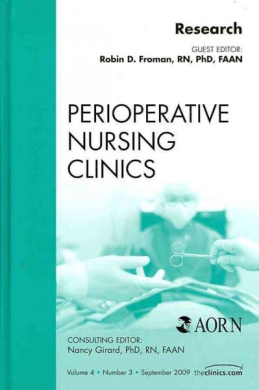 Research
GUEST EDITOR:
Robin D. Froman, RN, PhD, FAAN
PERIOPERATIVE
NURSING
CLINICS
AORN
CONSULTING EDITOR:
Nancy Girard, PhD, RN, FAAN
Volume 4 • Number 3 • September 2009 theclinics.com